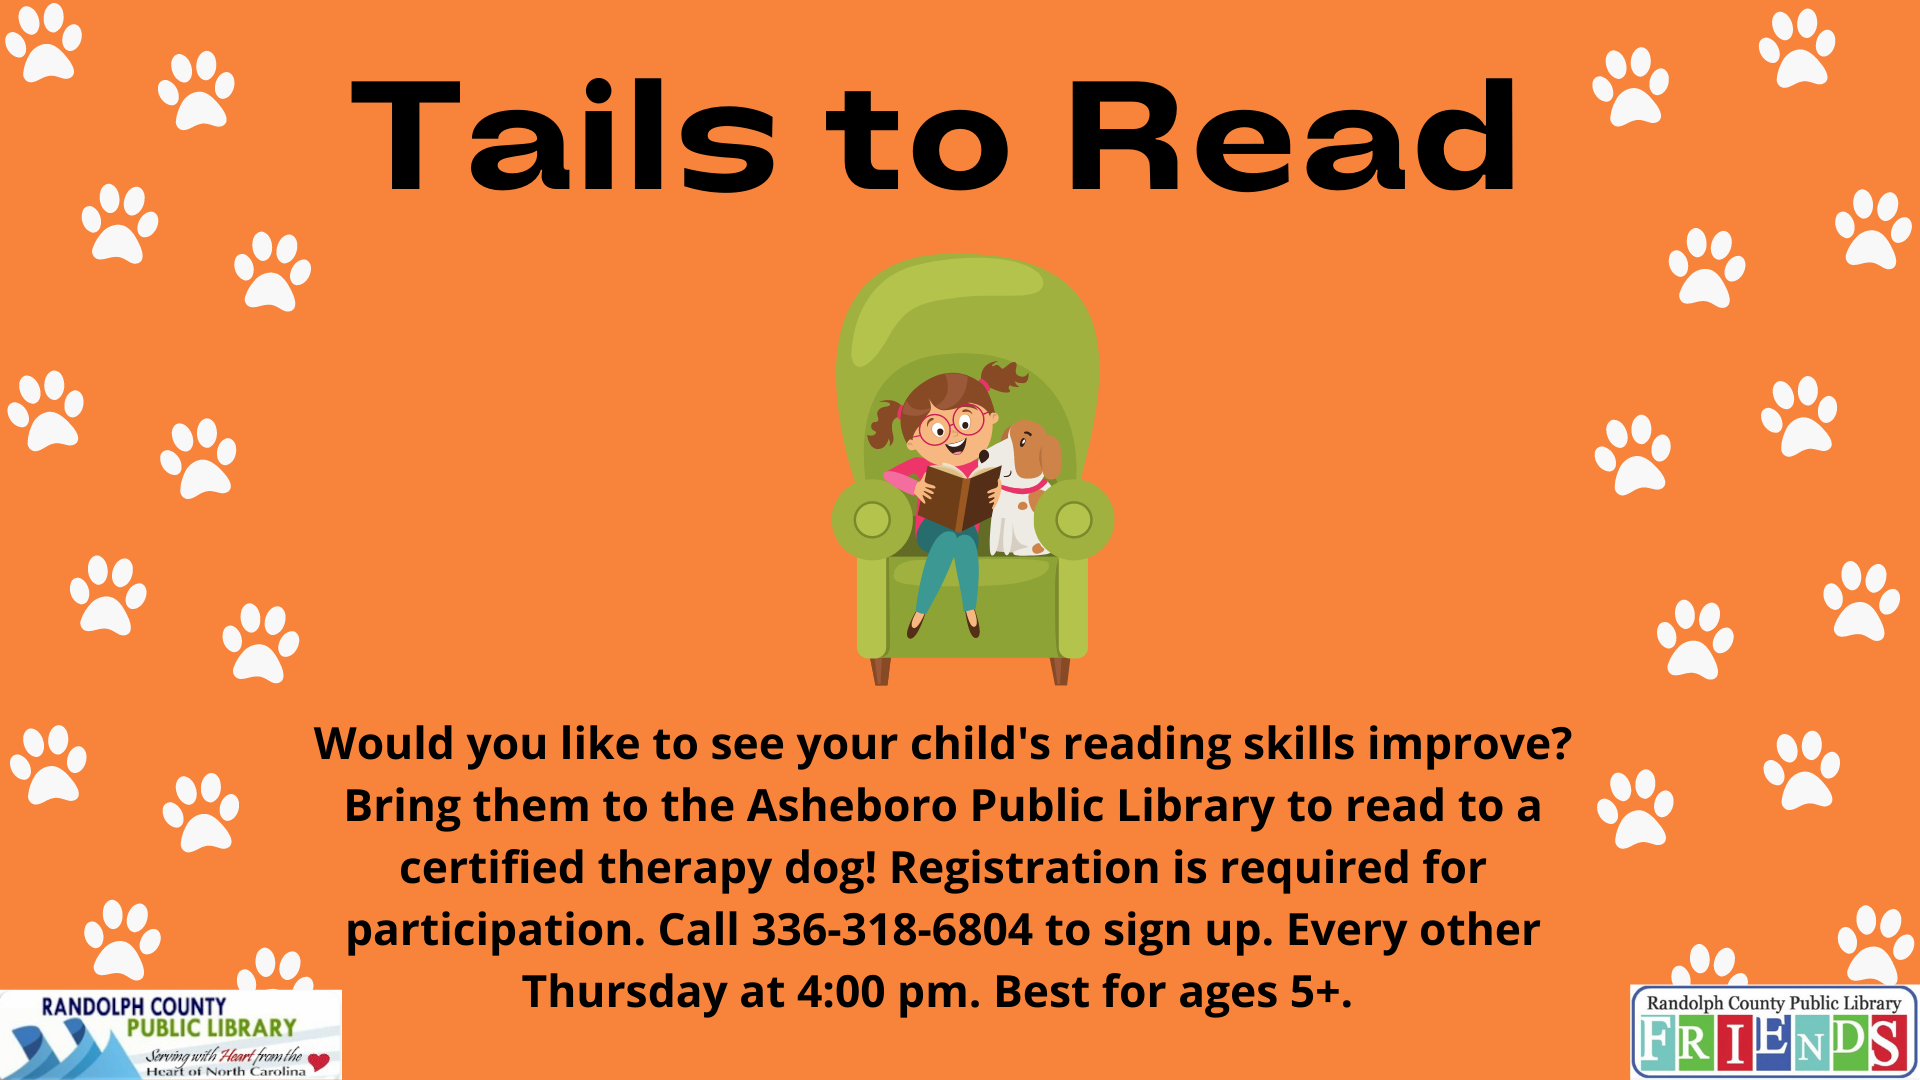 Tails to Read
Would you like to see your child's reading skills improve?
Bring them to the Asheboro Public Library to read to a
certified therapy dog! Registration is required for
participation. Call 336-318-6804 to sign up. Every other
Thursday at 4:00 pm. Best for ages 5+.
RANDOLPH COUNTY
PUBLIC LIBRARY
Serving with Heart from the
Heart of North Carolina
Randolph County Public Library
FRIENDS